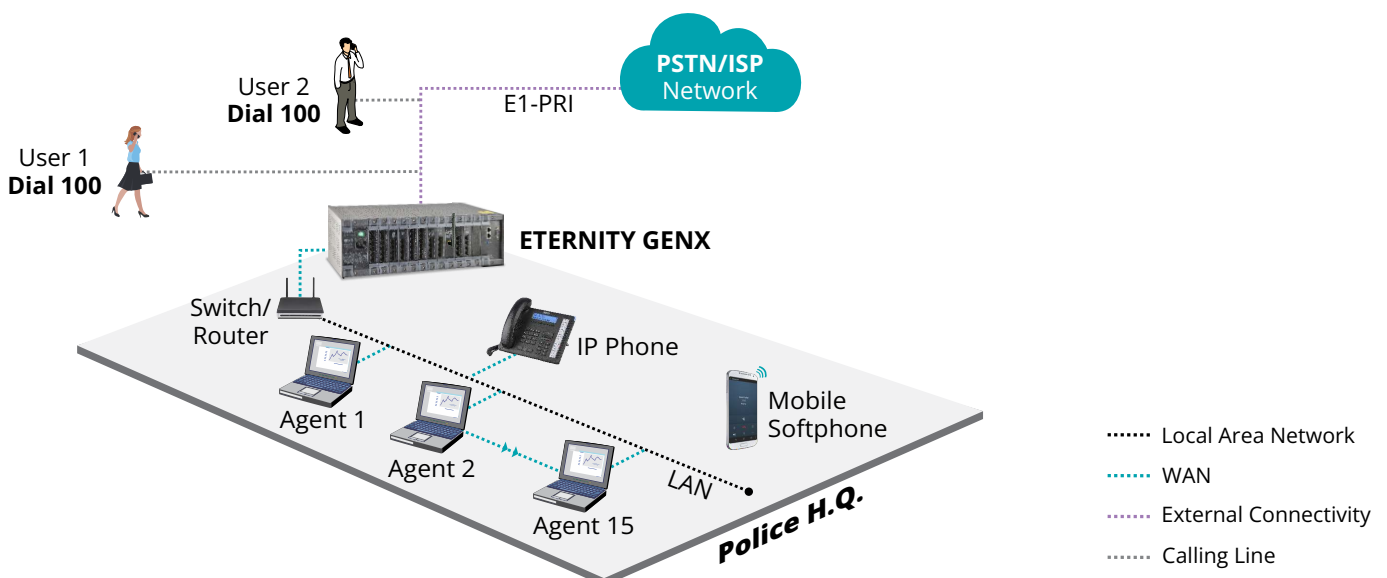 PSTN/ISP
Network
User 2
Dial 100
E1-PRI
User 1
Dial 100
ETERNITY GENX
Switch/
Router
IP Phone
Agent 1
Mobile
Softphone
Agent 2
LAN
Agent 15
Police H.Q.
Local Area Network
WAN
External Connectivity
Calling Line